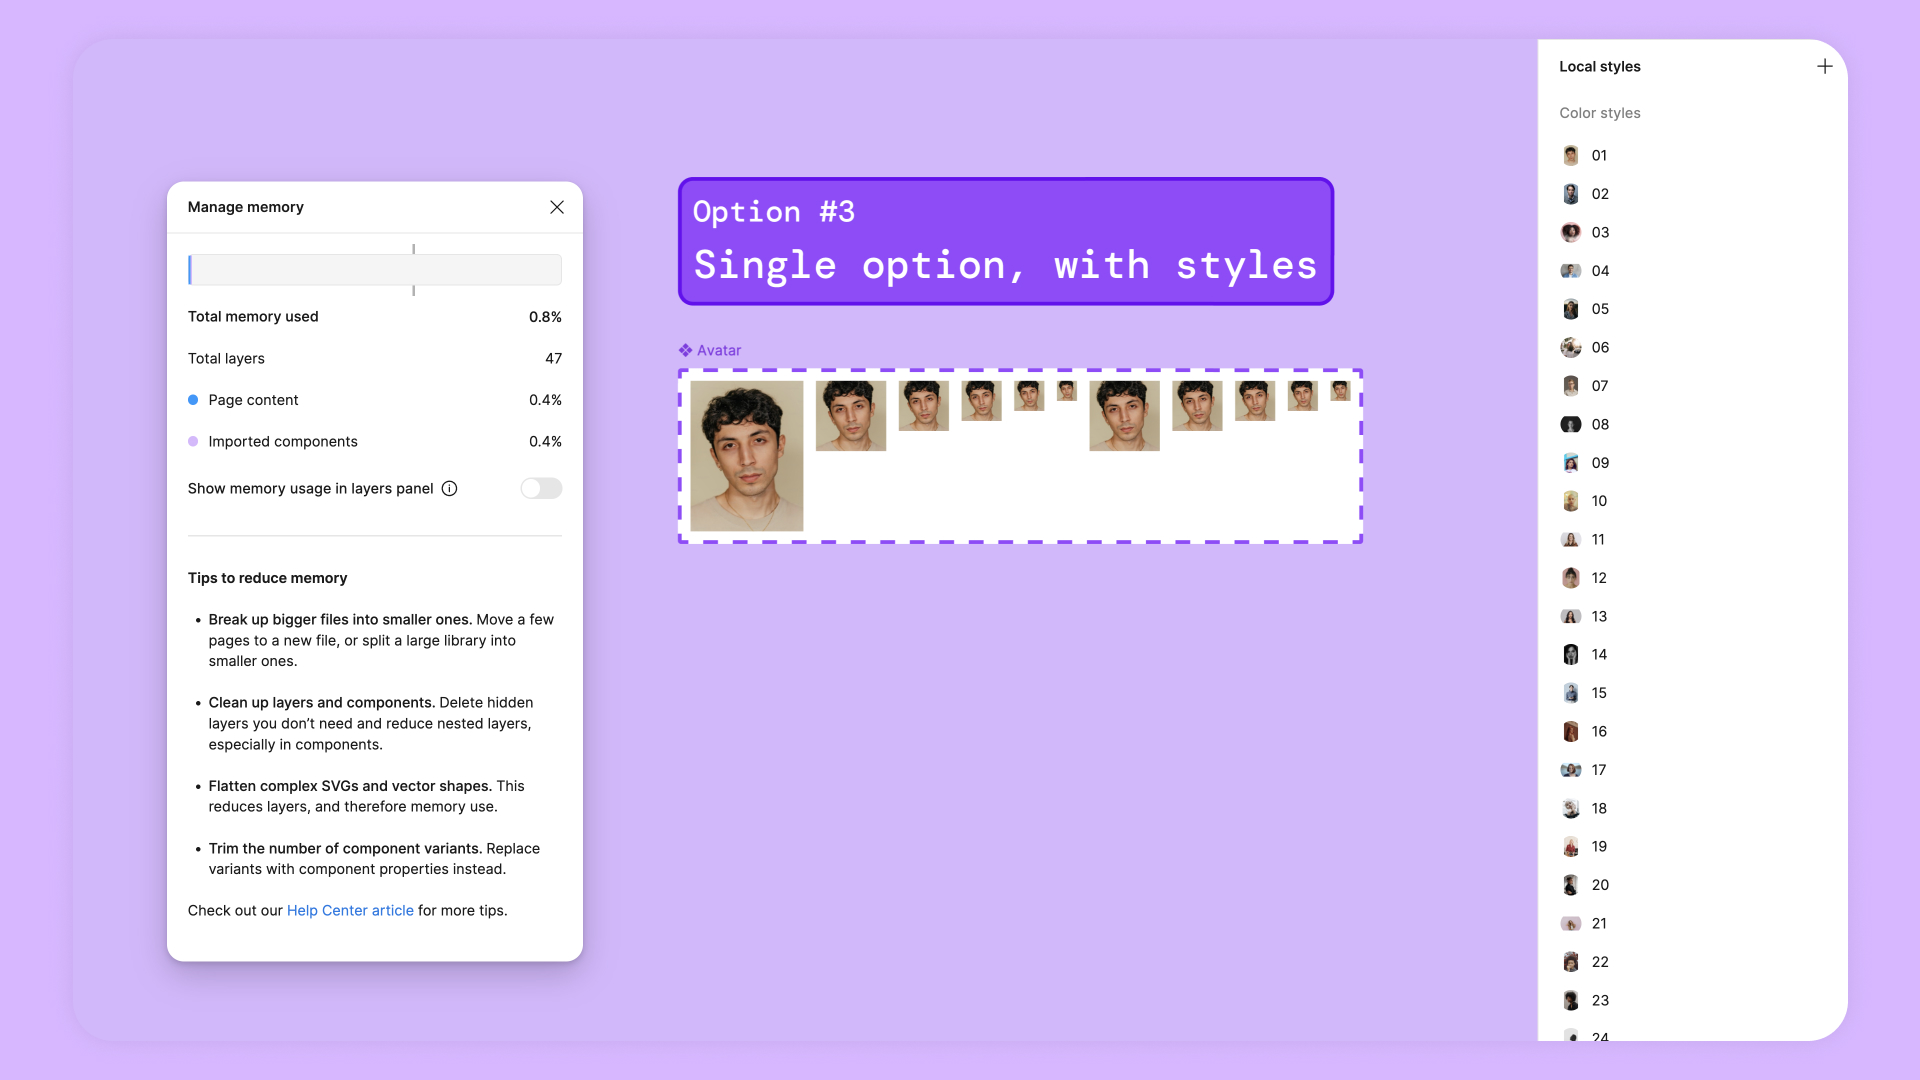 Manage memory
Total memory used 0.8%
Total layers 47
Page content 0.4%
Imported components 0.4%
Show memory usage in layers panel
Tips to reduce memory
• Break up bigger files into smaller ones. Move a few
pages to a new file, or split a large library into
smaller ones.
• Clean up layers and components. Delete hidden
layers you don’t need and reduce nested layers,
especially in components.
• Flatten complex SVGs and vector shapes. This
reduces layers, and therefore memory use.
• Trim the number of component variants. Replace
variants with component properties instead.
Check out our Help Center article for more tips.
Option #3
Single option, with styles
Avatar
Local styles
Color styles
01
02
03
04
05
06
07
08
09
10
11
12
13
14
15
16
17
18
19
20
21
22
23
24